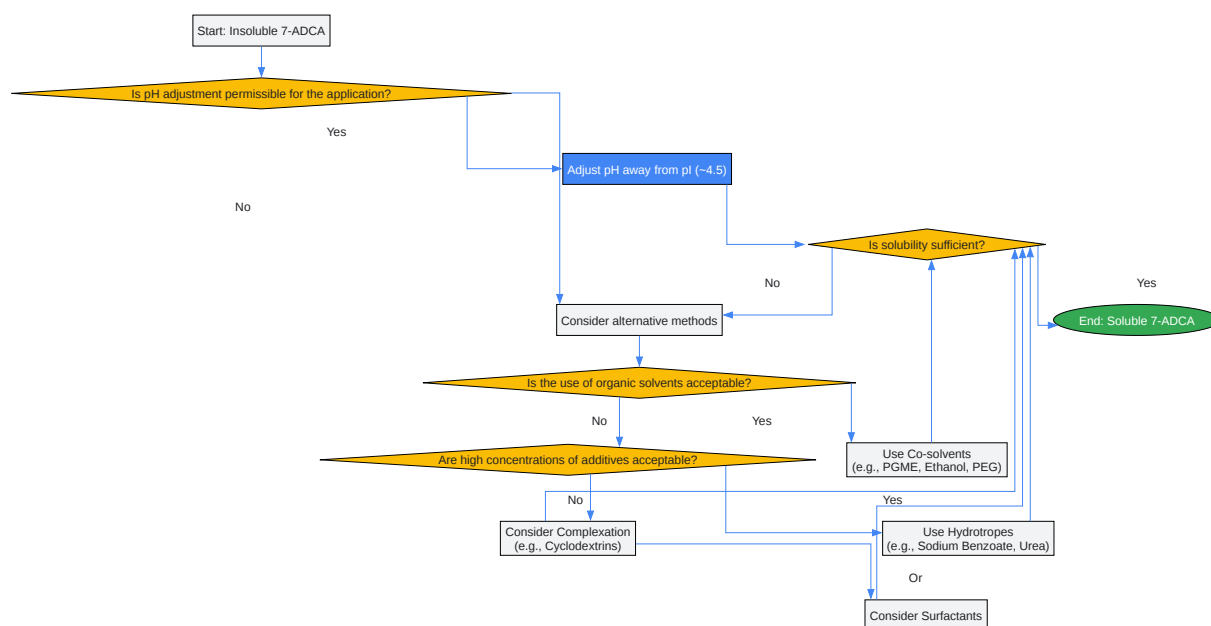 Start: Insoluble 7-ADCA
Is pH adjustment permissible for the application?
Yes
Adjust pH away from pI (~4.5)
No
Is solubility sufficient?
No
Yes
Consider alternative methods
End: Soluble 7-ADCA
Is the use of organic solvents acceptable?
No
Yes
Use Co-solvents
(e.g., PGME, Ethanol, PEG)
Are high concentrations of additives acceptable?
No
Yes
Consider Complexation
(e.g., Cyclodextrins)
Use Hydrotropes
(e.g., Sodium Benzoate, Urea)
Or
Consider Surfactants